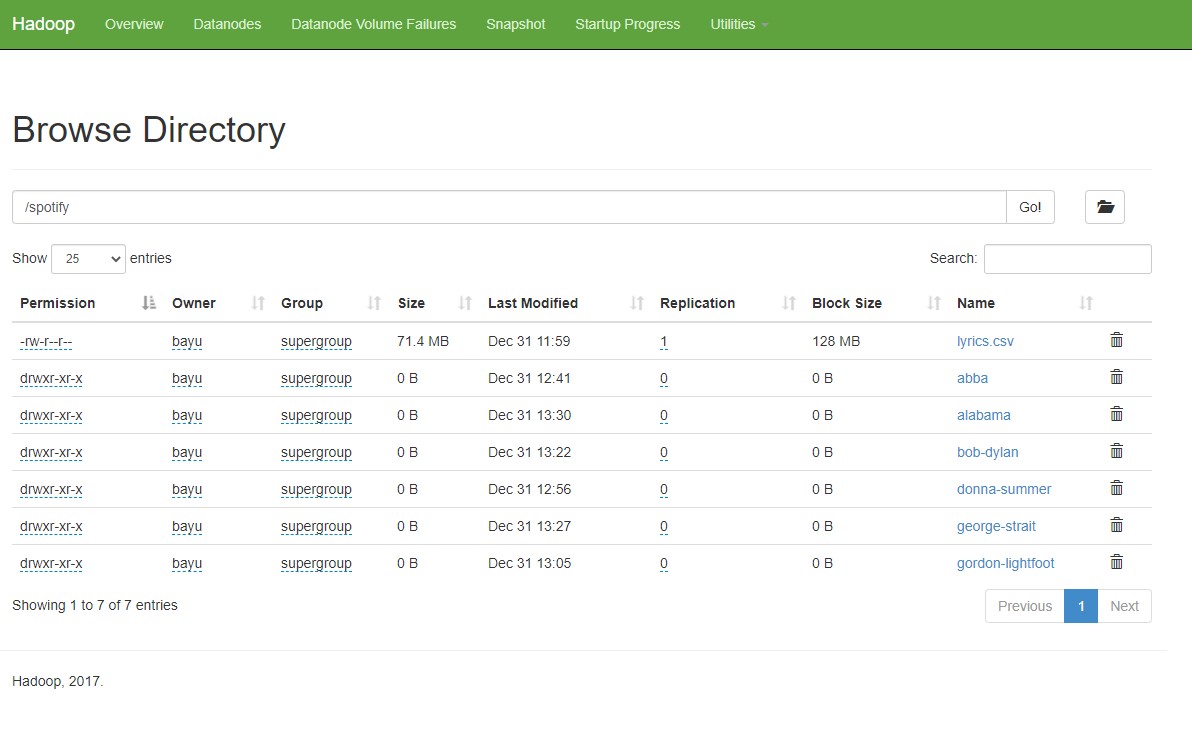 Hadoop Overview Datanodes Datanode Volume Failures Snapshot Startup Progress Utilities
Browse Directory
/spotify Go!
Show 25 entries Search:
Permission Owner Group Size Last Modified Replication Block Size Name
-rw-r--r-- bayu supergroup 71.4 MB Dec 31 11:59 1 128 MB lyrics.csv
drwxr-xr-x bayu supergroup 0 B Dec 31 12:41 0 0 B abba
drwxr-xr-x bayu supergroup 0 B Dec 31 13:30 0 0 B alabama
drwxr-xr-x bayu supergroup 0 B Dec 31 13:22 0 0 B bob-dylan
drwxr-xr-x bayu supergroup 0 B Dec 31 12:56 0 0 B donna-summer
drwxr-xr-x bayu supergroup 0 B Dec 31 13:27 0 0 B george-strait
drwxr-xr-x bayu supergroup 0 B Dec 31 13:05 0 0 B gordon-lightfoot
Showing 1 to 7 of 7 entries Previous 1 Next
Hadoop, 2017.